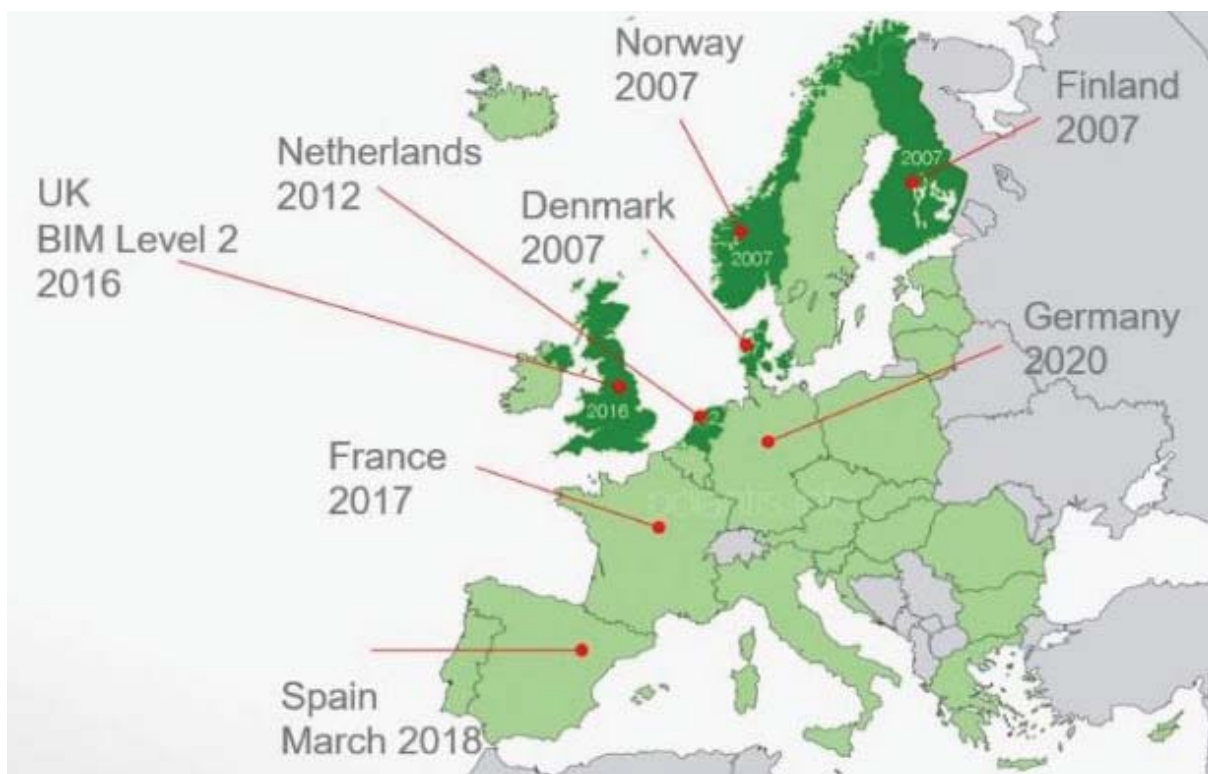 Norway
2007
Finland
2007
Netherlands
2012
UK
BIM Level 2
2016
Denmark
2007
2007
2007
Germany
2020
2016
France
2017
Spain
March 2018